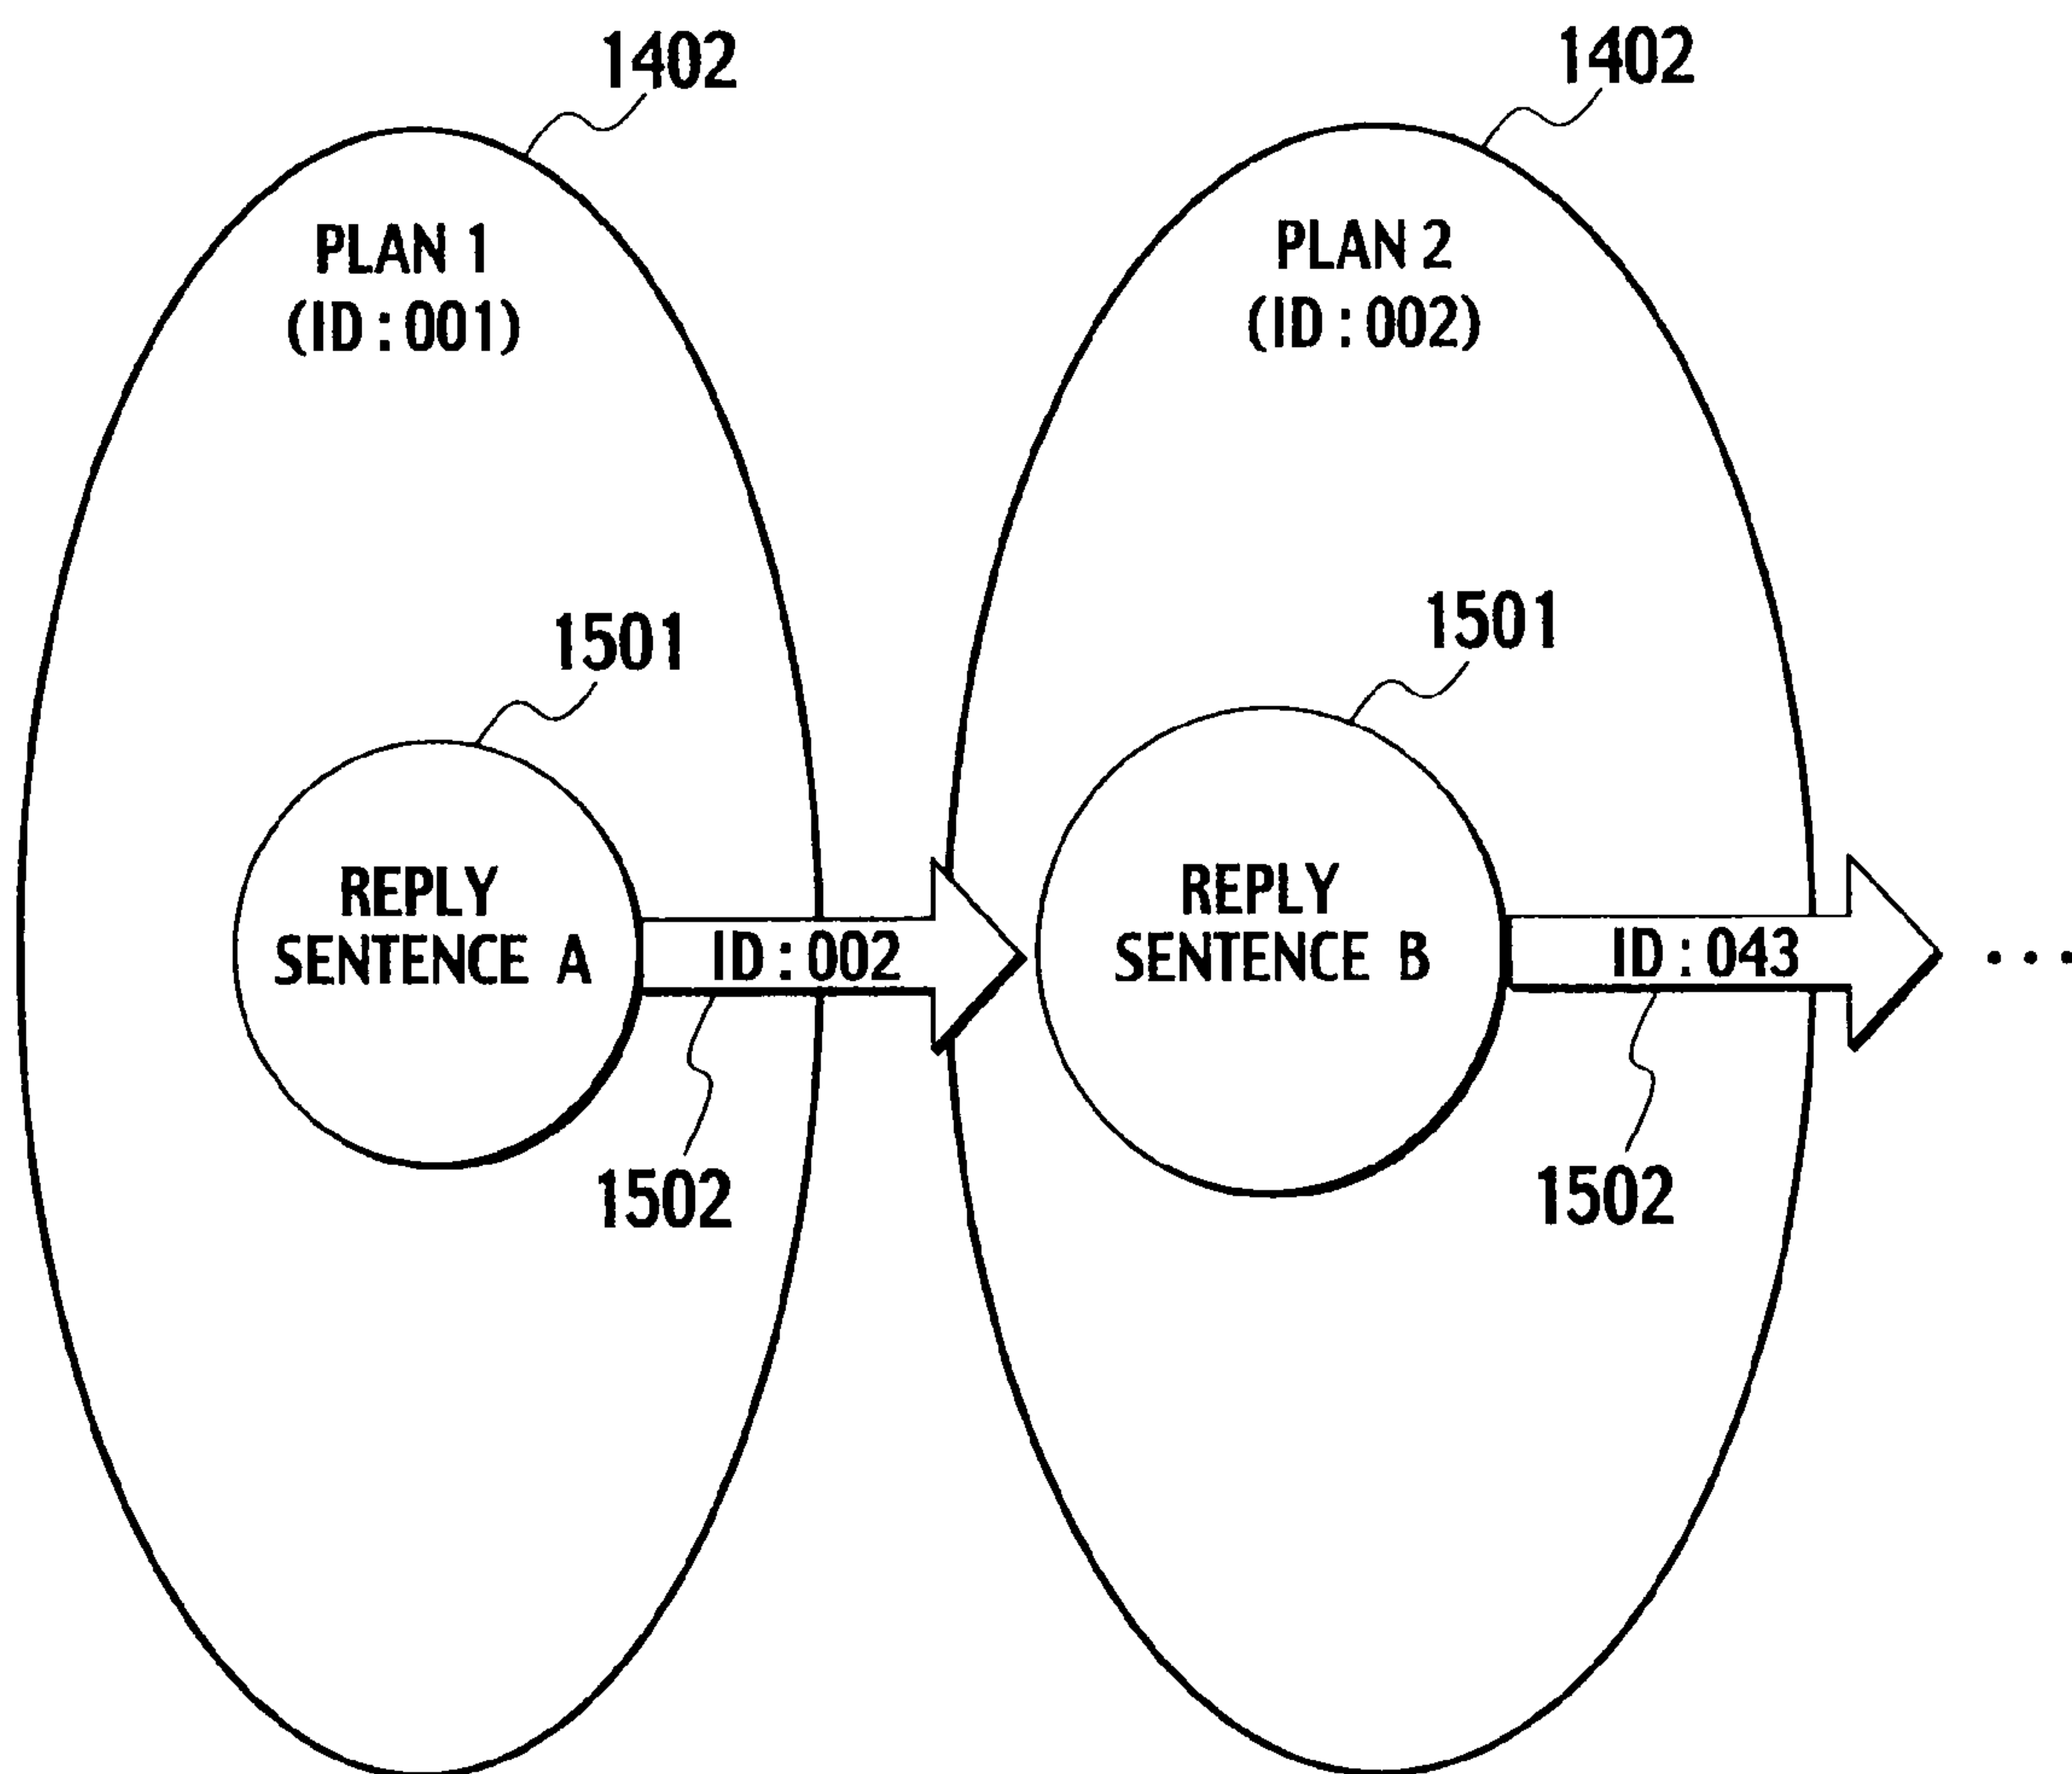 1402
1402
PLAN 1
(ID : 001)
PLAN 2
(ID : 002)
1501
1501
REPLY
SENTENCE A
ID : 002
REPLY
SENTENCE B
ID : 043
...
1502
1502